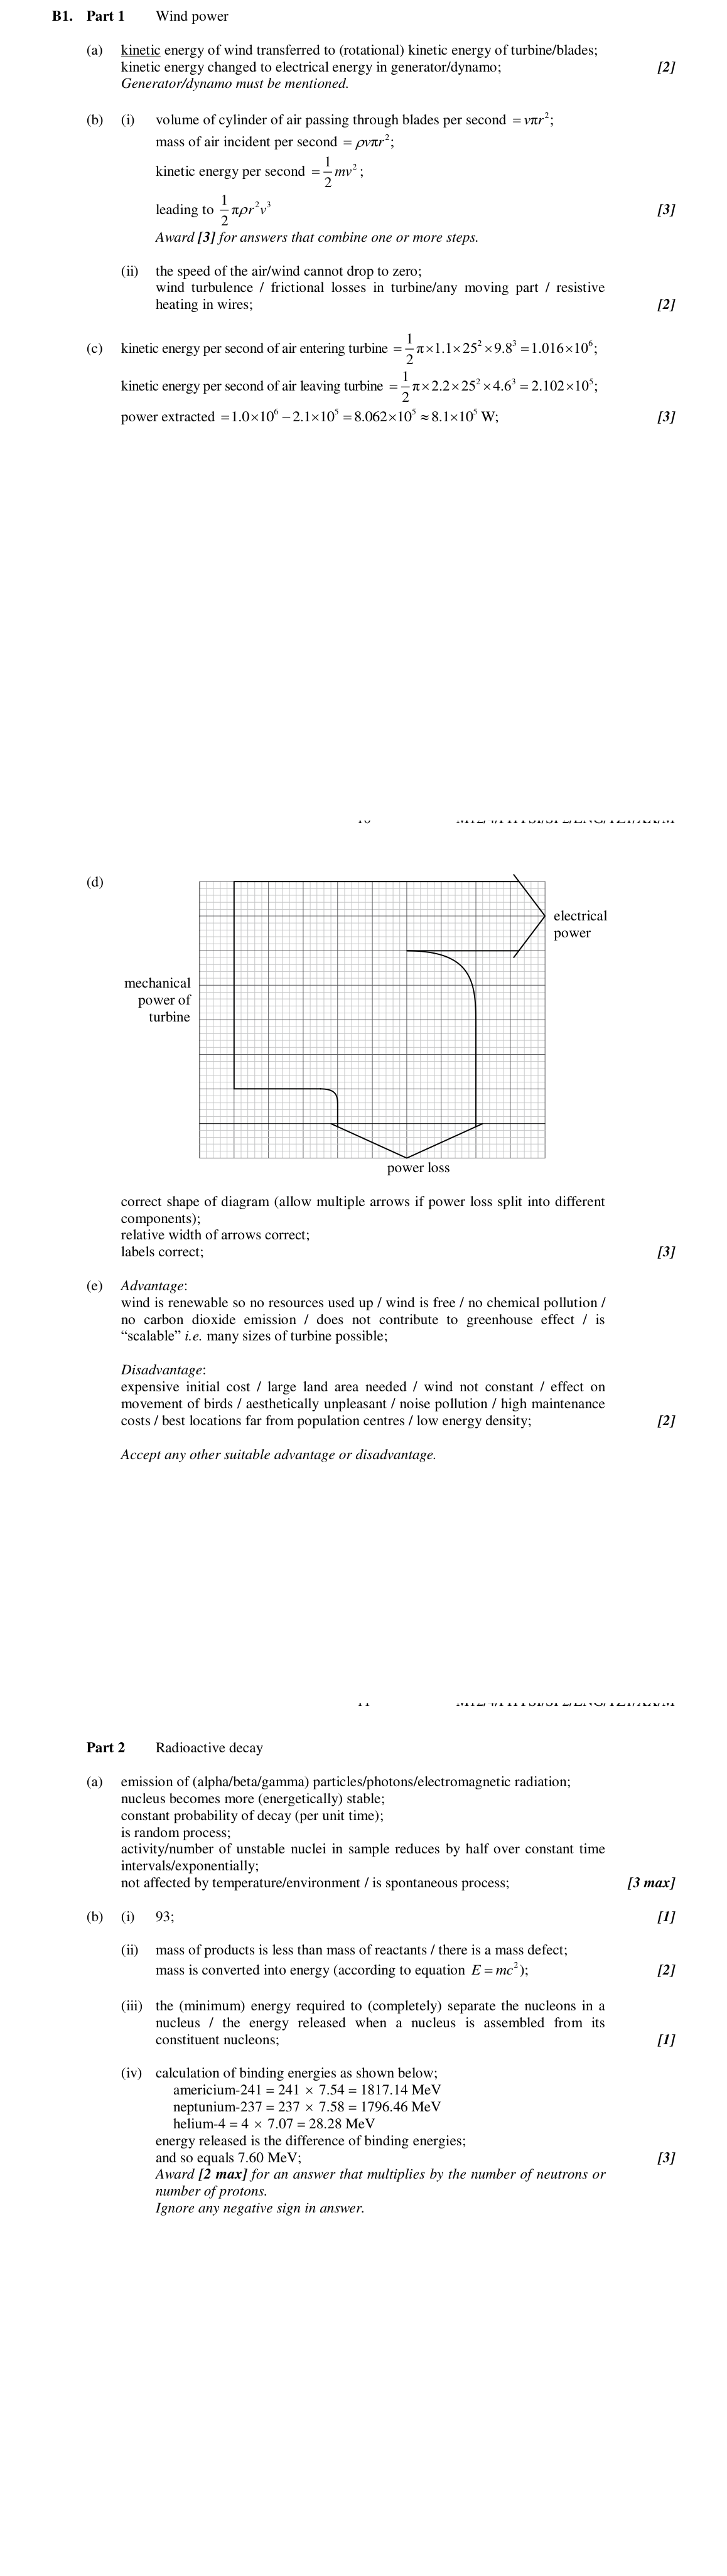 B1. Part 1 Wind power
(a) kinetic energy of wind transferred to (rotational) kinetic energy of turbine/blades;
kinetic energy changed to electrical energy in generator/dynamo; [2]
Generator/dynamo must be mentioned.
(b) (i) volume of cylinder of air passing through blades per second = vπr²;
mass of air incident per second = ρvπr²;
kinetic energy per second = 1/2 mv²;
leading to 1/2 πρr²v³ [3]
Award [3] for answers that combine one or more steps.
(ii) the speed of the air/wind cannot drop to zero;
wind turbulence / frictional losses in turbine/any moving part / resistive
heating in wires; [2]
(c) kinetic energy per second of air entering turbine = 1/2 π×1.1×25²×9.8³ = 1.016×10⁶;
kinetic energy per second of air leaving turbine = 1/2 π×2.2×25²×4.6³ = 2.102×10⁵;
power extracted = 1.0×10⁶ − 2.1×10⁵ = 8.062×10⁵ ≈ 8.1×10⁵ W; [3]
(d)
electrical
power
mechanical
power of
turbine
power loss
correct shape of diagram (allow multiple arrows if power loss split into different
components);
relative width of arrows correct;
labels correct; [3]
(e) Advantage:
wind is renewable so no resources used up / wind is free / no chemical pollution /
no carbon dioxide emission / does not contribute to greenhouse effect / is
“scalable” i.e. many sizes of turbine possible;
Disadvantage:
expensive initial cost / large land area needed / wind not constant / effect on
movement of birds / aesthetically unpleasant / noise pollution / high maintenance
costs / best locations far from population centres / low energy density; [2]
Accept any other suitable advantage or disadvantage.
Part 2 Radioactive decay
(a) emission of (alpha/beta/gamma) particles/photons/electromagnetic radiation;
nucleus becomes more (energetically) stable;
constant probability of decay (per unit time);
is random process;
activity/number of unstable nuclei in sample reduces by half over constant time
intervals/exponentially;
not affected by temperature/environment / is spontaneous process; [3 max]
(b) (i) 93; [1]
(ii) mass of products is less than mass of reactants / there is a mass defect;
mass is converted into energy (according to equation E = mc²); [2]
(iii) the (minimum) energy required to (completely) separate the nucleons in a
nucleus / the energy released when a nucleus is assembled from its
constituent nucleons; [1]
(iv) calculation of binding energies as shown below;
americium-241 = 241 × 7.54 = 1817.14 MeV
neptunium-237 = 237 × 7.58 = 1796.46 MeV
helium-4 = 4 × 7.07 = 28.28 MeV
energy released is the difference of binding energies;
and so equals 7.60 MeV; [3]
Award [2 max] for an answer that multiplies by the number of neutrons or
number of protons.
Ignore any negative sign in answer.